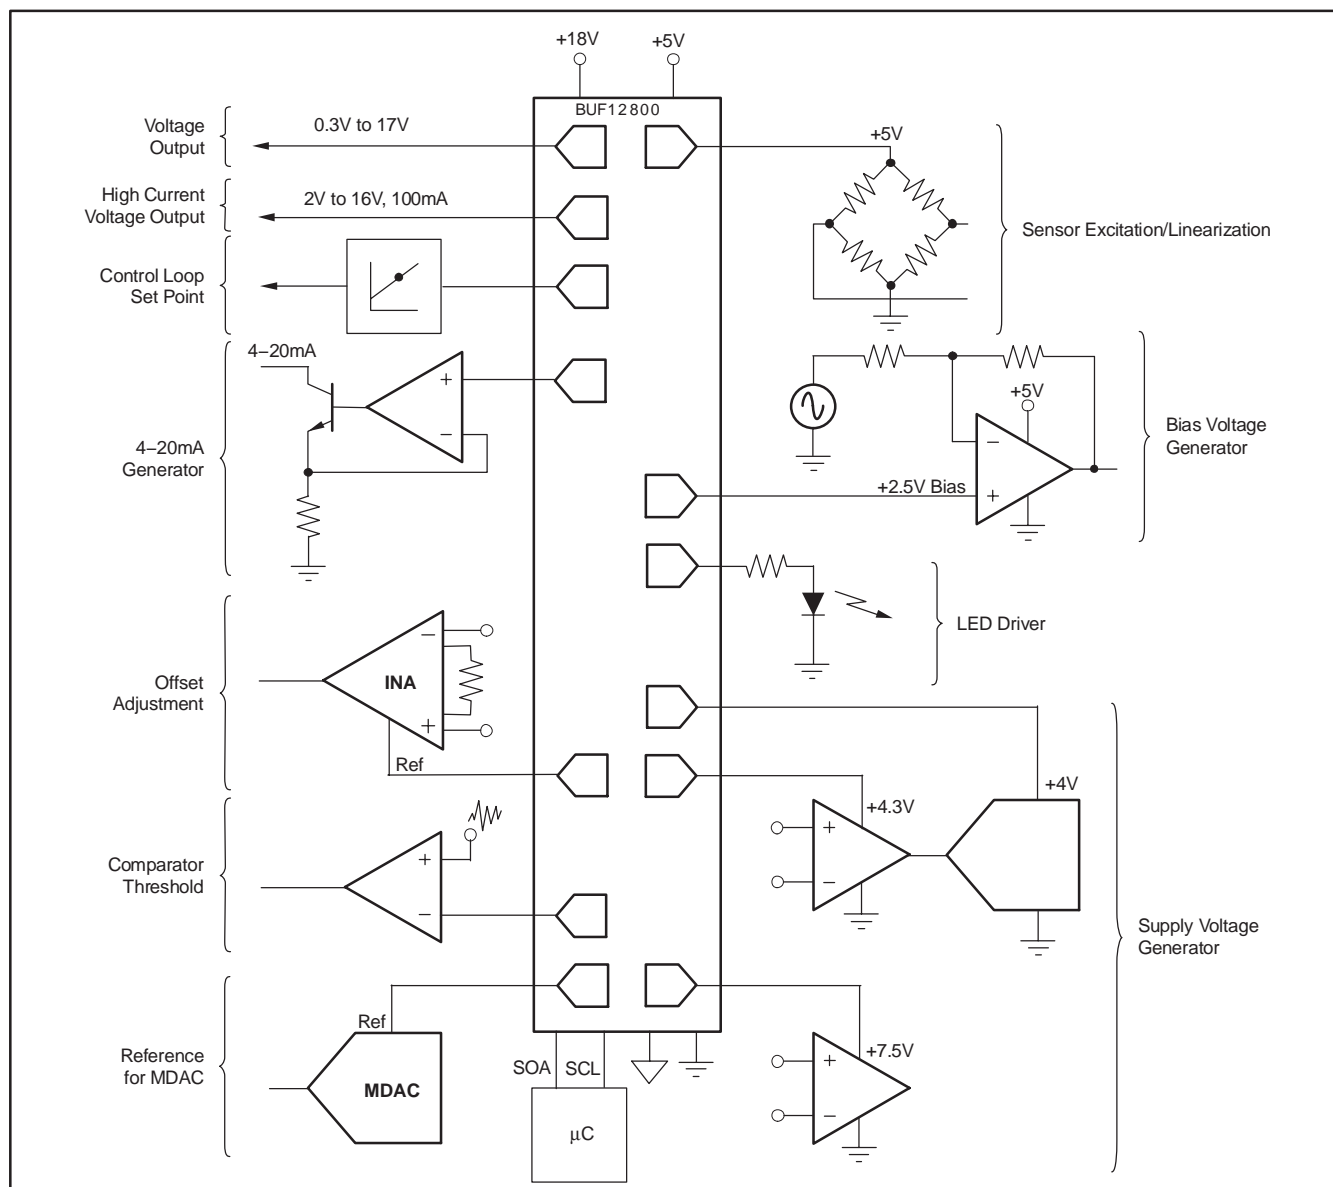 +18V
+5V
BUF12800
Voltage
Output
0.3V to 17V
High Current
Voltage Output
2V to 16V, 100mA
Control Loop
Set Point
4–20mA
+
–
4–20mA
Generator
Offset
Adjustment
–
INA
+
Ref
Comparator
Threshold
+
–
Reference
for MDAC
Ref
MDAC
SOA
SCL
μC
+5V
Sensor Excitation/Linearization
+5V
–
+
+2.5V Bias
Bias Voltage
Generator
LED Driver
+4V
+4.3V
+
–
Supply Voltage
Generator
+7.5V
+
–